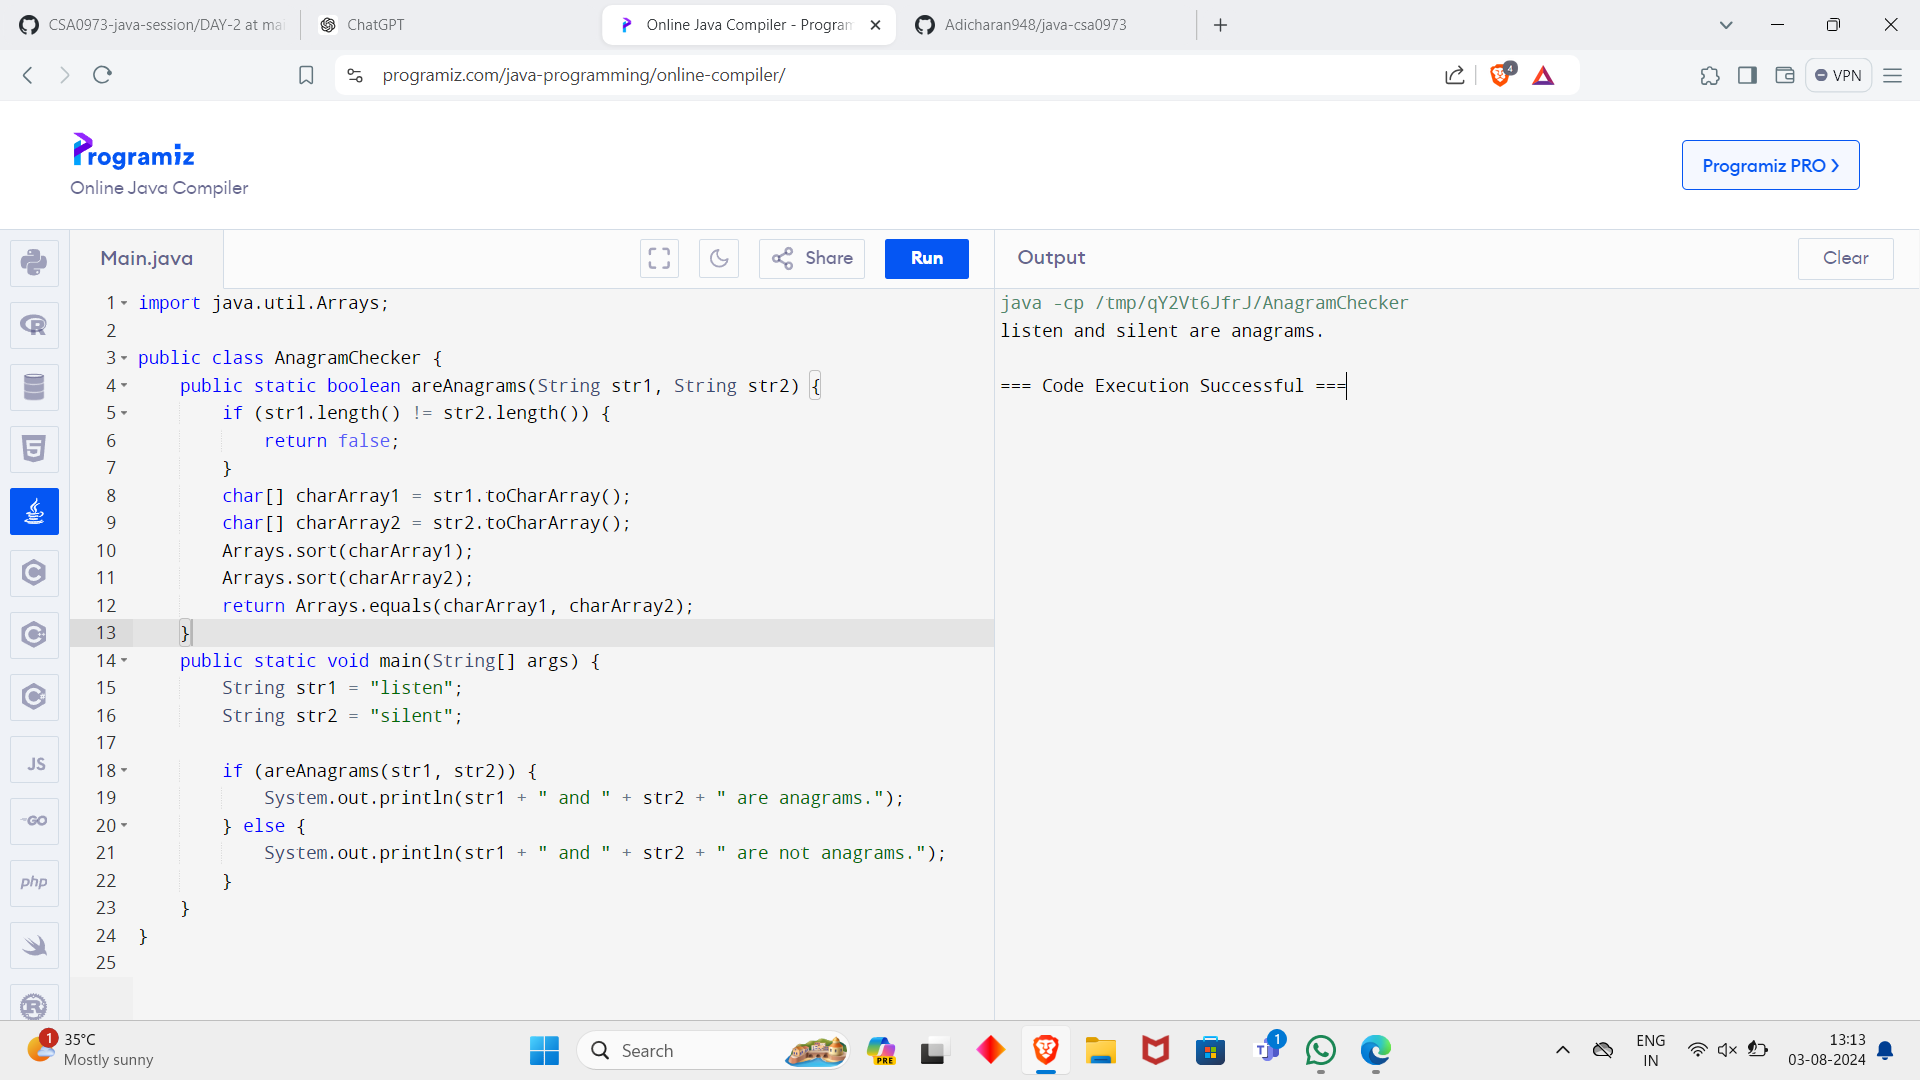 CSA0973-java-session/DAY-2 at mai
ChatGPT
Online Java Compiler - Program
Adicharan948/java-csa0973
programiz.com/java-programming/online-compiler/
4
VPN
Programiz
Online Java Compiler
Programiz PRO
Main.java
Share
Run
Output
Clear
1 import java.util.Arrays;
2
3 public class AnagramChecker {
4 public static boolean areAnagrams(String str1, String str2) {
5 if (str1.length() != str2.length()) {
6 return false;
7 }
8 char[] charArray1 = str1.toCharArray();
9 char[] charArray2 = str2.toCharArray();
10 Arrays.sort(charArray1);
11 Arrays.sort(charArray2);
12 return Arrays.equals(charArray1, charArray2);
13 }
14 public static void main(String[] args) {
15 String str1 = "listen";
16 String str2 = "silent";
17
18 if (areAnagrams(str1, str2)) {
19 System.out.println(str1 + " and " + str2 + " are anagrams.");
20 } else {
21 System.out.println(str1 + " and " + str2 + " are not anagrams.");
22 }
23 }
24 }
25
java -cp /tmp/qY2Vt6JfrJ/AnagramChecker
listen and silent are anagrams.
=== Code Execution Successful ===
R
5
C
C
C
JS
GO
php
R
1
35°C
Mostly sunny
Search
PRE
T
1
ENG
IN
13:13
03-08-2024